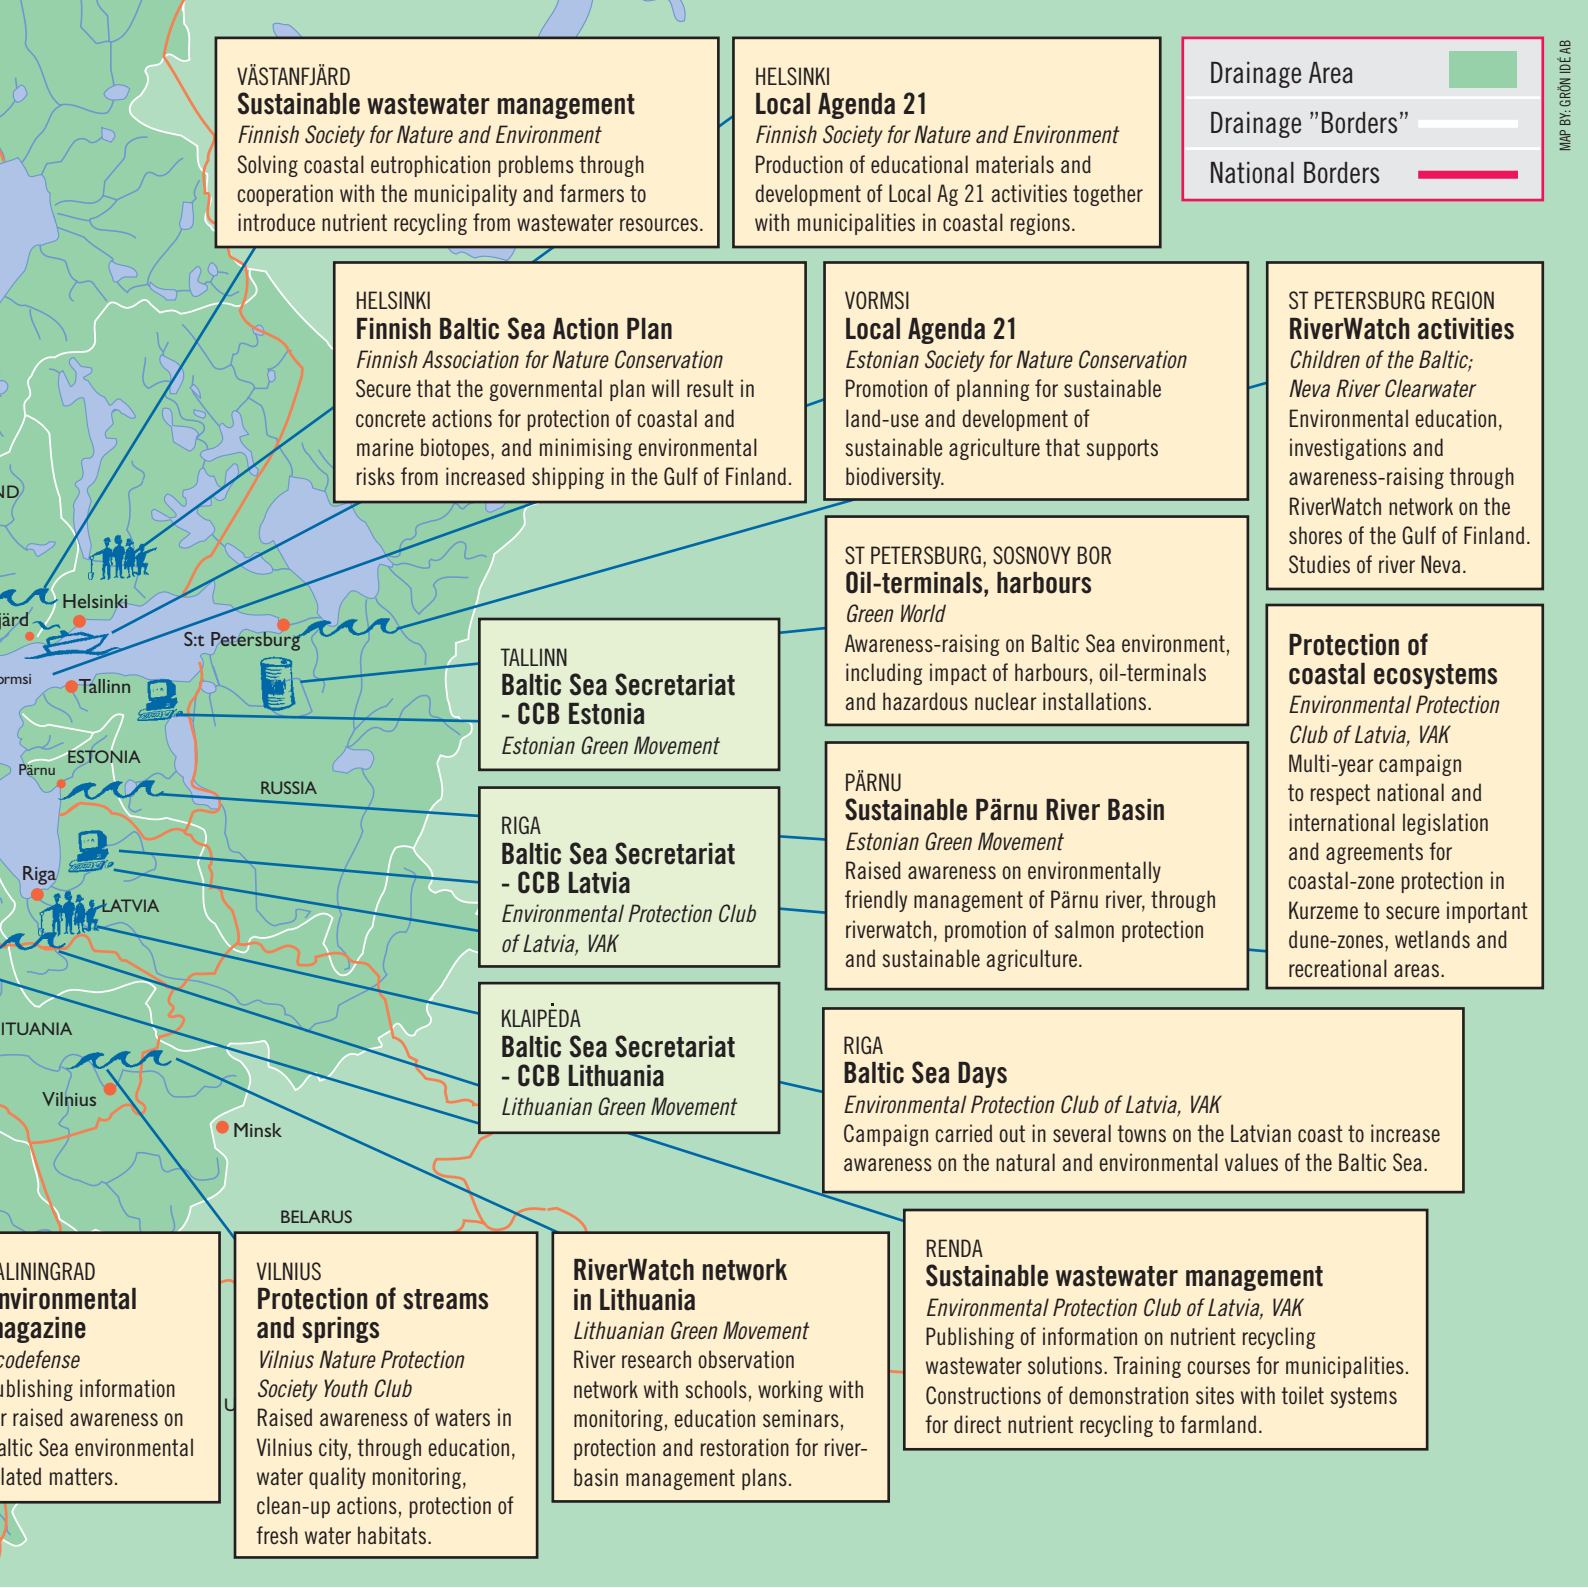 VÄSTANFJÄRD
Sustainable wastewater management
Finnish Society for Nature and Environment
Solving coastal eutrophication problems through
cooperation with the municipality and farmers to
introduce nutrient recycling from wastewater resources.
HELSINKI
Local Agenda 21
Finnish Society for Nature and Environment
Production of educational materials and
development of Local Ag 21 activities together
with municipalities in coastal regions.
Drainage Area
Drainage ”Borders”
National Borders
MAP BY: GRÖN IDÉ AB
HELSINKI
Finnish Baltic Sea Action Plan
Finnish Association for Nature Conservation
Secure that the governmental plan will result in
concrete actions for protection of coastal and
marine biotopes, and minimising environmental
risks from increased shipping in the Gulf of Finland.
VORMSI
Local Agenda 21
Estonian Society for Nature Conservation
Promotion of planning for sustainable
land-use and development of
sustainable agriculture that supports
biodiversity.
ST PETERSBURG REGION
RiverWatch activities
Children of the Baltic;
Neva River Clearwater
Environmental education,
investigations and
awareness-raising through
RiverWatch network on the
shores of the Gulf of Finland.
Studies of river Neva.
ST PETERSBURG, SOSNOVY BOR
Oil-terminals, harbours
Green World
Awareness-raising on Baltic Sea environment,
including impact of harbours, oil-terminals
and hazardous nuclear installations.
Protection of
coastal ecosystems
Environmental Protection
Club of Latvia, VAK
Multi-year campaign
to respect national and
international legislation
and agreements for
coastal-zone protection in
Kurzeme to secure important
dune-zones, wetlands and
recreational areas.
TALLINN
Baltic Sea Secretariat
- CCB Estonia
Estonian Green Movement
PÄRNU
Sustainable Pärnu River Basin
Estonian Green Movement
Raised awareness on environmentally
friendly management of Pärnu river, through
riverwatch, promotion of salmon protection
and sustainable agriculture.
RIGA
Baltic Sea Secretariat
- CCB Latvia
Environmental Protection Club
of Latvia, VAK
KLAIPĖDA
Baltic Sea Secretariat
- CCB Lithuania
Lithuanian Green Movement
RIGA
Baltic Sea Days
Environmental Protection Club of Latvia, VAK
Campaign carried out in several towns on the Latvian coast to increase
awareness on the natural and environmental values of the Baltic Sea.
RENDA
Sustainable wastewater management
Environmental Protection Club of Latvia, VAK
Publishing of information on nutrient recycling
wastewater solutions. Training courses for municipalities.
Constructions of demonstration sites with toilet systems
for direct nutrient recycling to farmland.
ND
Helsinki
järd
S:t Petersburg
ormsi
Tallinn
ESTONIA
Pärnu
RUSSIA
Riga
LATVIA
ITUANIA
Vilnius
Minsk
BELARUS
U
ALININGRAD
nvironmental
agazine
codefense
ublishing information
r raised awareness on
altic Sea environmental
lated matters.
VILNIUS
Protection of streams
and springs
Vilnius Nature Protection
Society Youth Club
Raised awareness of waters in
Vilnius city, through education,
water quality monitoring,
clean-up actions, protection of
fresh water habitats.
RiverWatch network
in Lithuania
Lithuanian Green Movement
River research observation
network with schools, working with
monitoring, education seminars,
protection and restoration for river-
basin management plans.